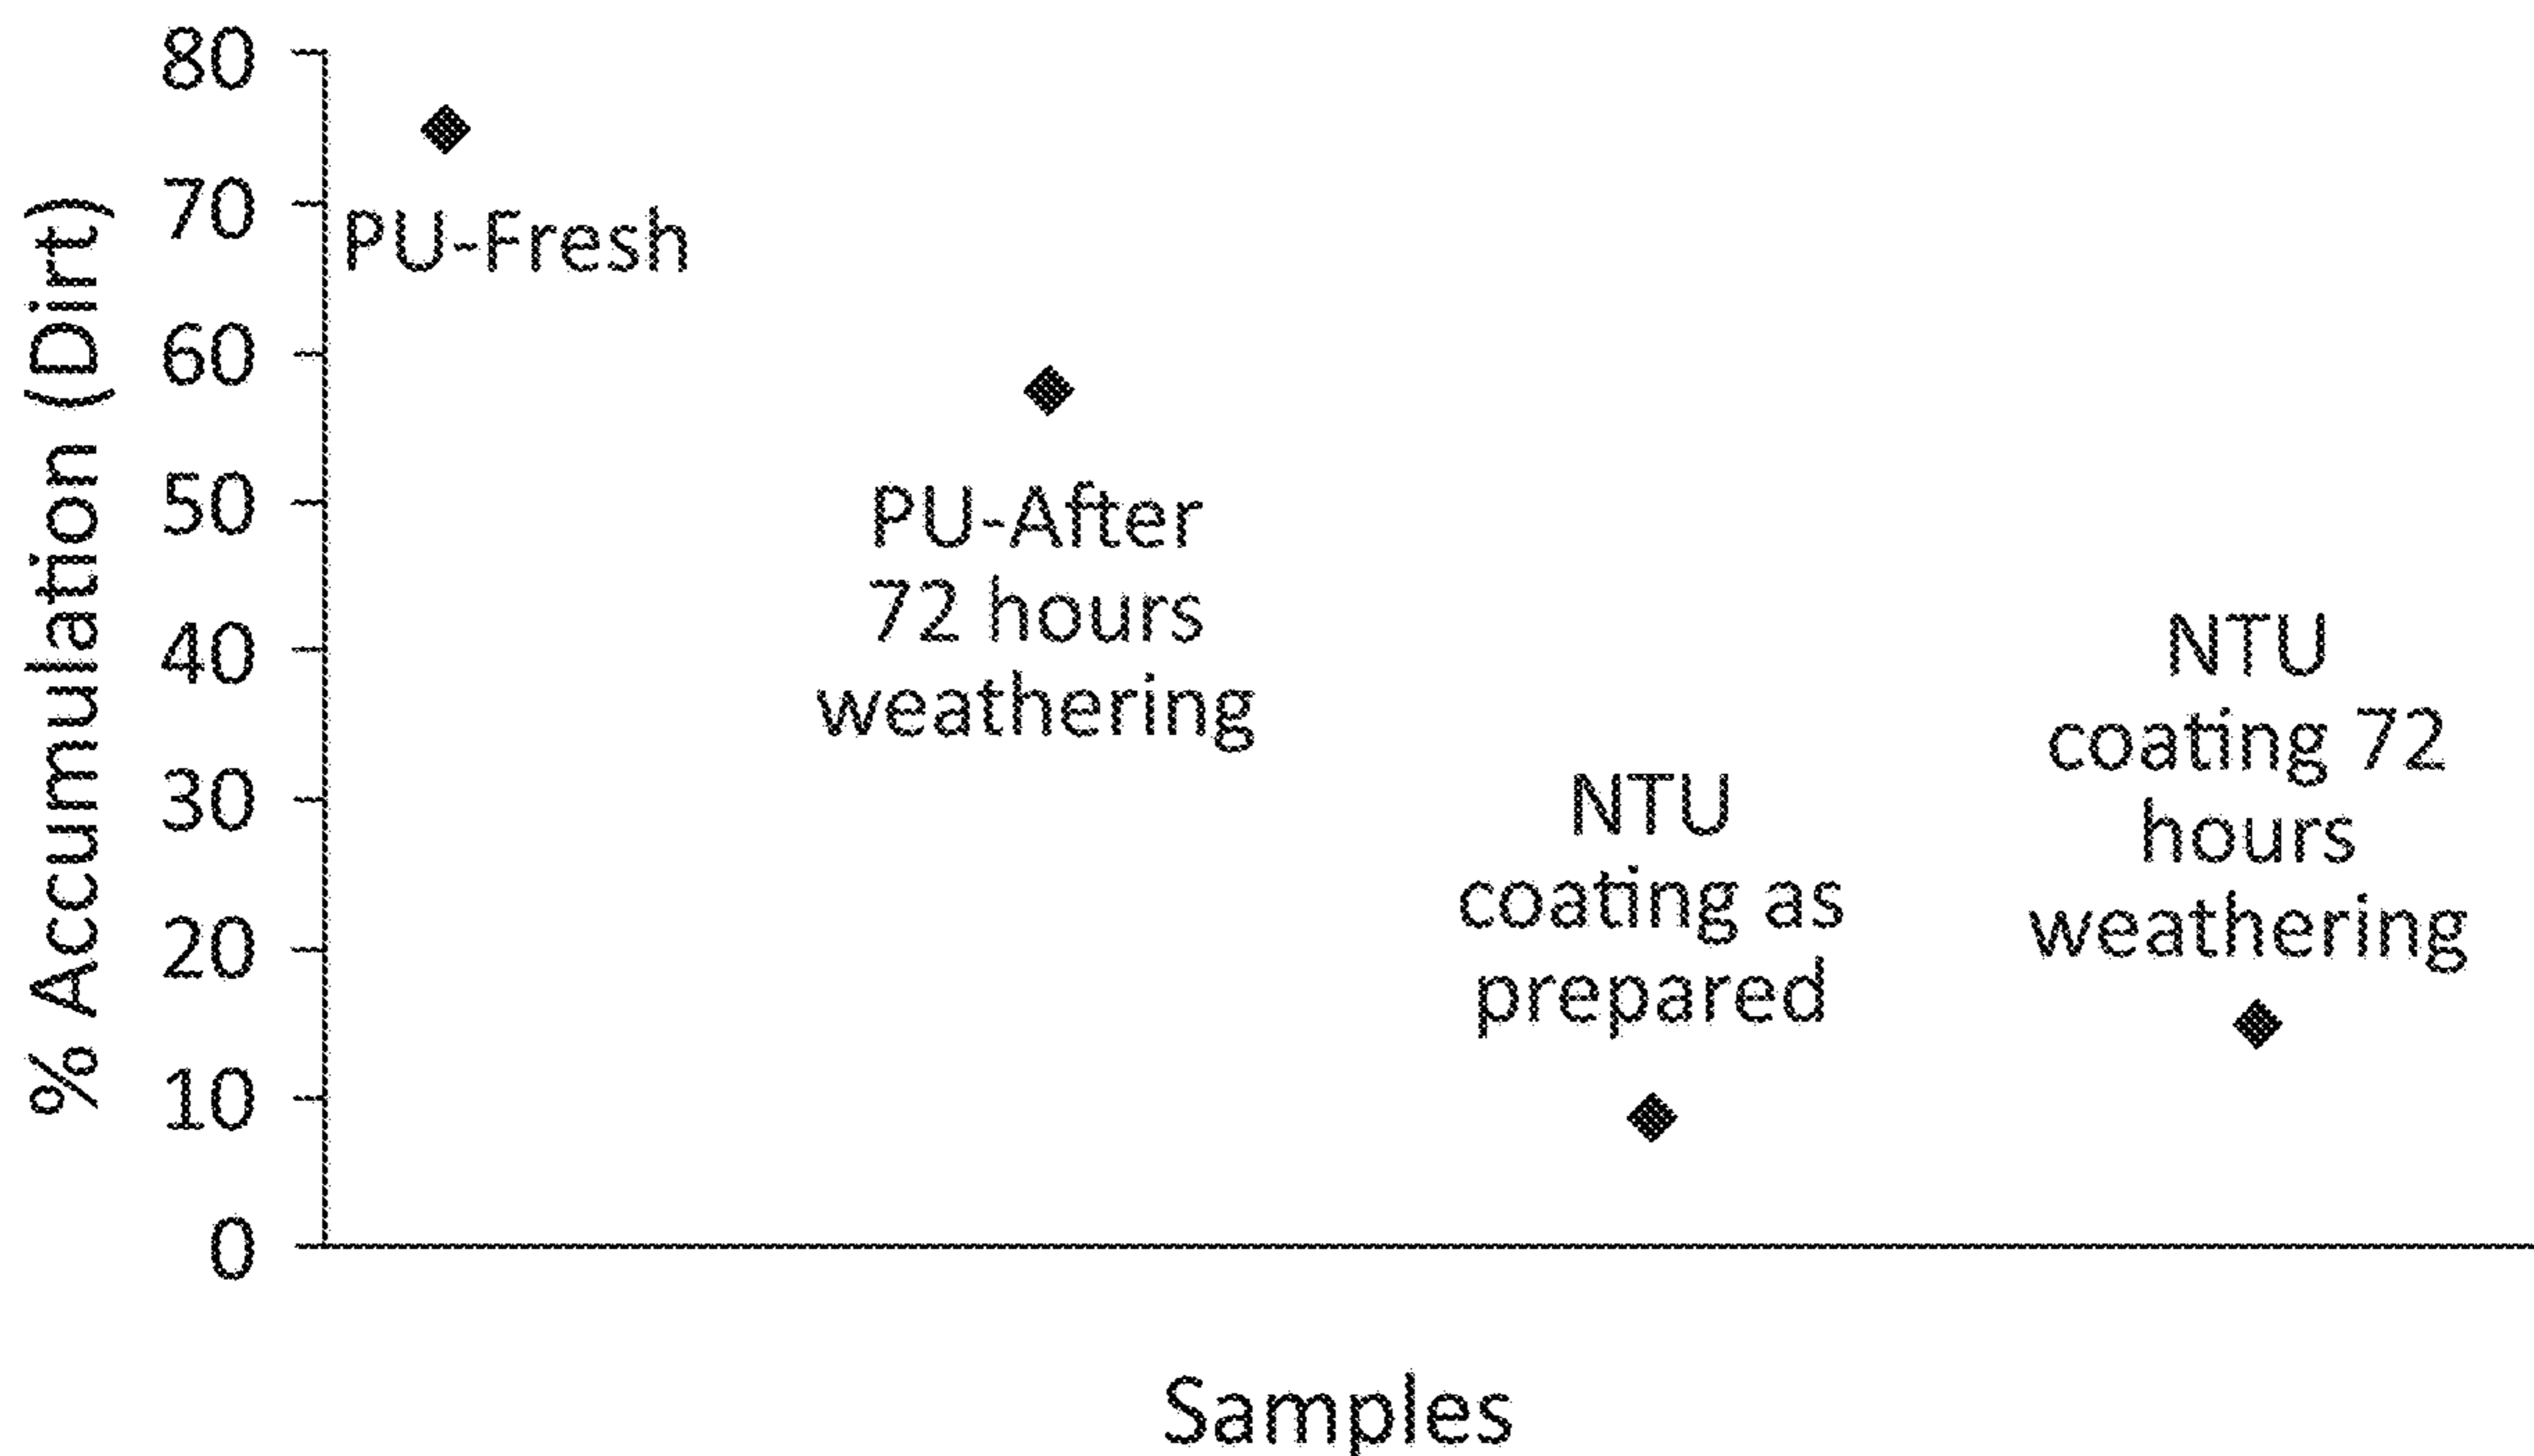 % Accumulation (Dirt)
80
70
60
50
40
30
20
10
0
PU-Fresh
PU-After
72 hours
weathering
NTU
coating as
prepared
NTU
coating 72
hours
weathering
Samples